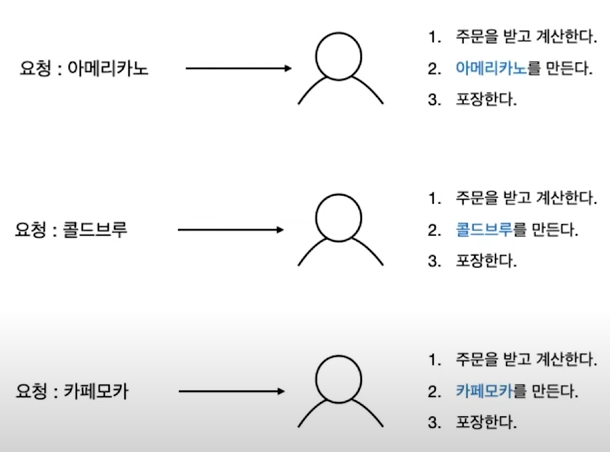 요청 : 아메리카노
1. 주문을 받고 계산한다.
2. 아메리카노를 만든다.
3. 포장한다.
요청 : 콜드브루
1. 주문을 받고 계산한다.
2. 콜드브루를 만든다.
3. 포장한다.
요청 : 카페모카
1. 주문을 받고 계산한다.
2. 카페모카를 만든다.
3. 포장한다.